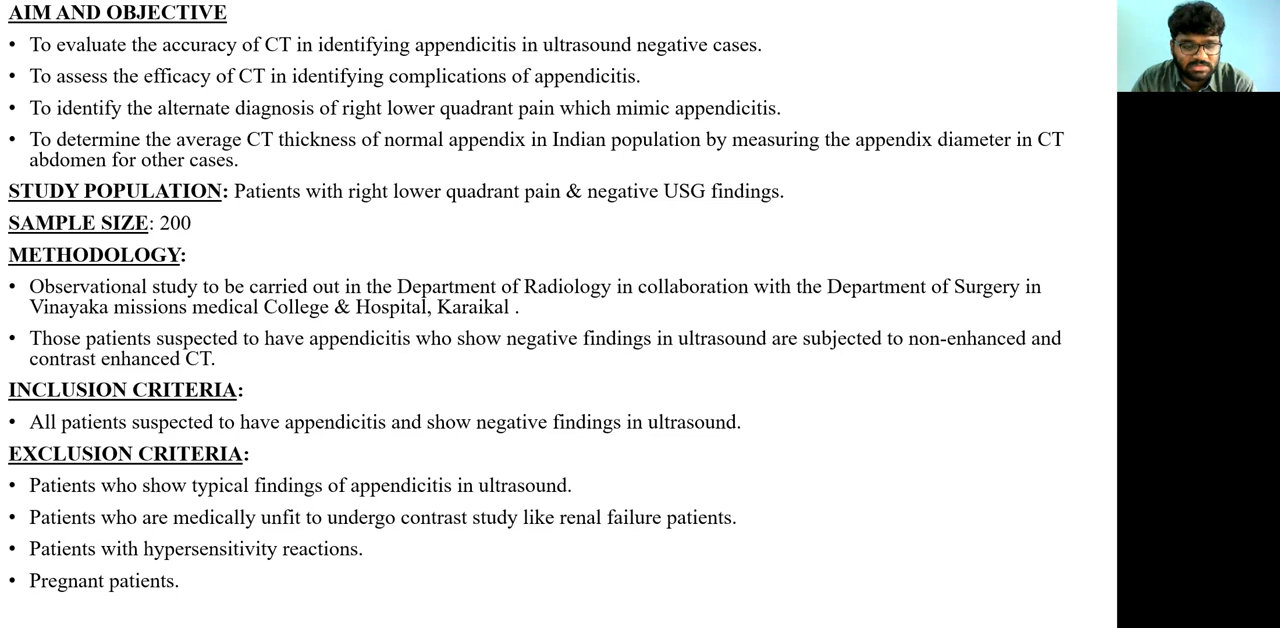 AIM AND OBJECTIVE
• To evaluate the accuracy of CT in identifying appendicitis in ultrasound negative cases.
• To assess the efficacy of CT in identifying complications of appendicitis.
• To identify the alternate diagnosis of right lower quadrant pain which mimic appendicitis.
• To determine the average CT thickness of normal appendix in Indian population by measuring the appendix diameter in CT
abdomen for other cases.
STUDY POPULATION: Patients with right lower quadrant pain & negative USG findings.
SAMPLE SIZE: 200
METHODOLOGY:
• Observational study to be carried out in the Department of Radiology in collaboration with the Department of Surgery in
Vinayaka missions medical College & Hospital, Karaikal .
• Those patients suspected to have appendicitis who show negative findings in ultrasound are subjected to non-enhanced and
contrast enhanced CT.
INCLUSION CRITERIA:
• All patients suspected to have appendicitis and show negative findings in ultrasound.
EXCLUSION CRITERIA:
• Patients who show typical findings of appendicitis in ultrasound.
• Patients who are medically unfit to undergo contrast study like renal failure patients.
• Patients with hypersensitivity reactions.
• Pregnant patients.